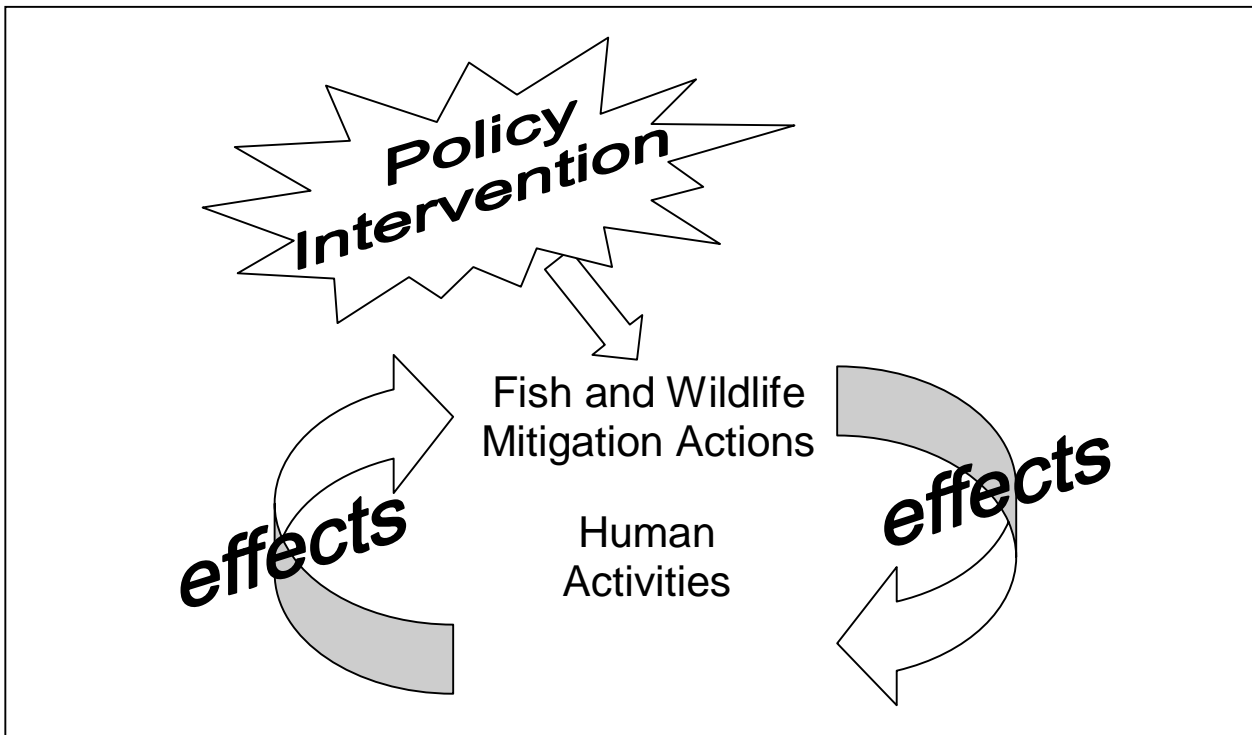 Policy
Intervention
Fish and Wildlife
Mitigation Actions
effects
effects
Human
Activities